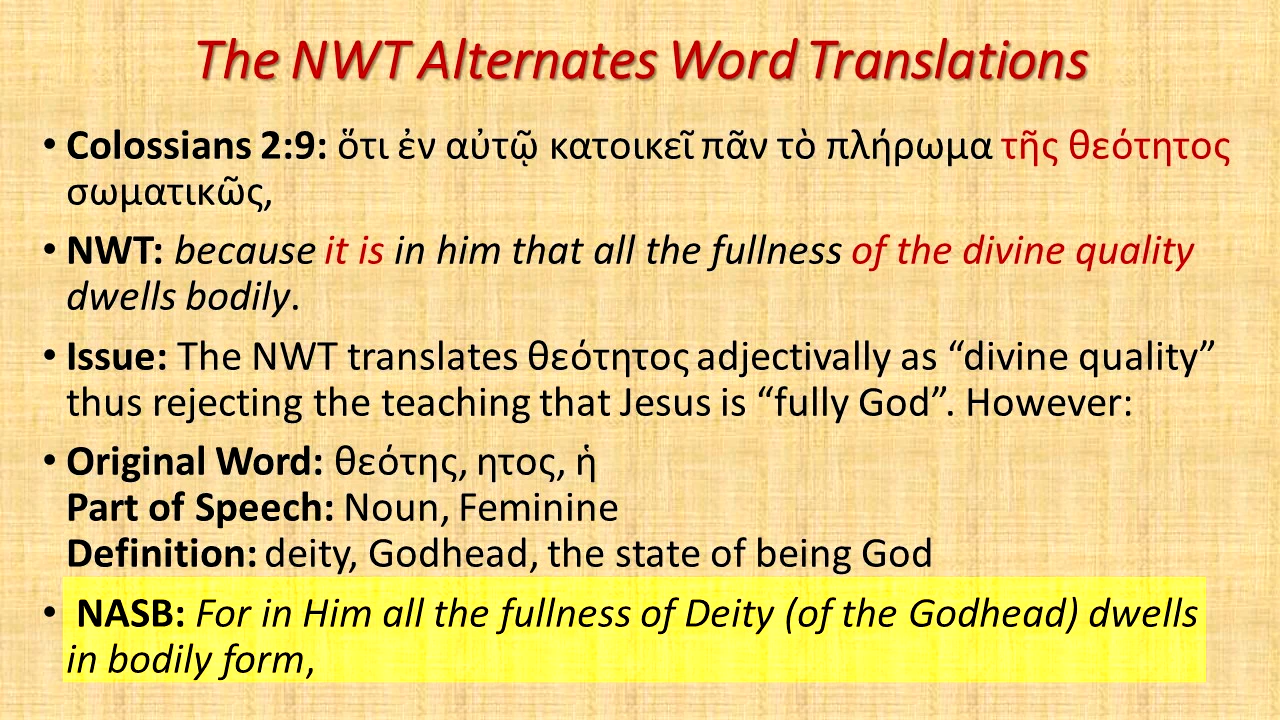 The NWT Alternates Word Translations
• Colossians 2:9: ὅτι ἐν αὐτῷ κατοικεῖ πᾶν τὸ πλήρωμα τῆς θεότητος
σωματικῶς,
• NWT: because it is in him that all the fullness of the divine quality
dwells bodily.
• Issue: The NWT translates θεότητος adjectivally as “divine quality”
thus rejecting the teaching that Jesus is “fully God”. However:
• Original Word: θεότης, ητος, ἡ
Part of Speech: Noun, Feminine
Definition: deity, Godhead, the state of being God
• NASB: For in Him all the fullness of Deity (of the Godhead) dwells
in bodily form,